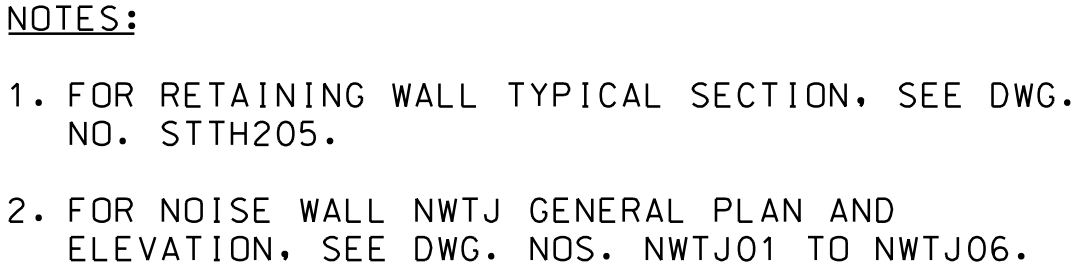 NOTES:
1. FOR RETAINING WALL TYPICAL SECTION, SEE DWG.
NO. STTH205.
2. FOR NOISE WALL NWTJ GENERAL PLAN AND
ELEVATION, SEE DWG. NOS. NWTJ01 TO NWTJ06.